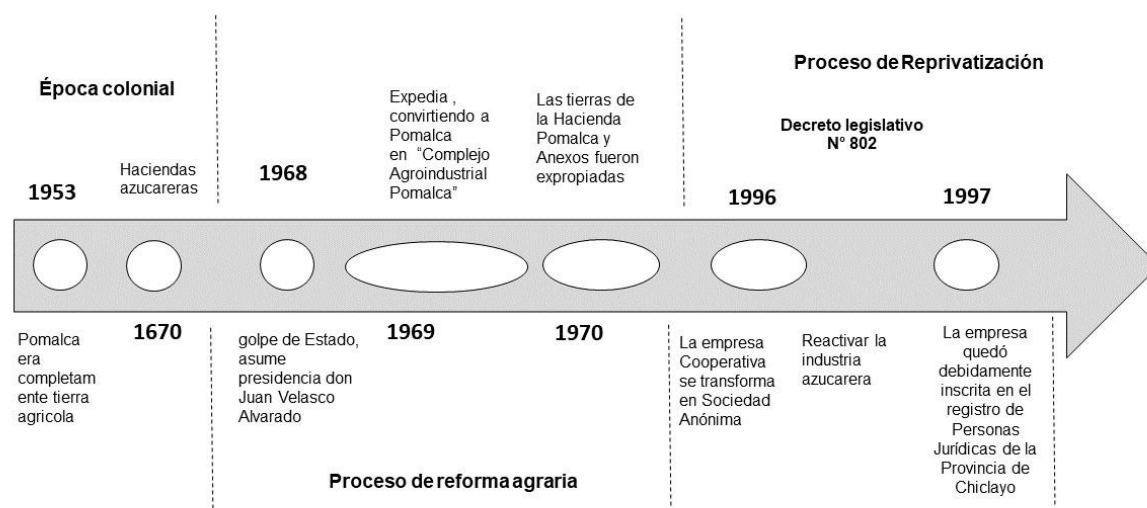 Época colonial
1953
Pomalca
era
completam
ente tierra
agricola
Haciendas
azucareras
1670
1968
golpe de Estado,
asume
presidencia don
Juan Velasco
Alvarado
Expedia ,
convirtiendo a
Pomalca
en "Complejo
Agroindustrial
Pomalca"
1969
Las tierras de
la Hacienda
Pomalca y
Anexos fueron
expropiadas
1970
Proceso de reforma agraria
Proceso de Reprivatización
Decreto legislativo
N° 802
1996
La empresa
Cooperativa
se transforma
en Sociedad
Anónima
Reactivar la
industria
azucarera
1997
La empresa
quedó
debidamente
inscrita en el
registro de
Personas
Jurídicas de la
Provincia de
Chiclayo